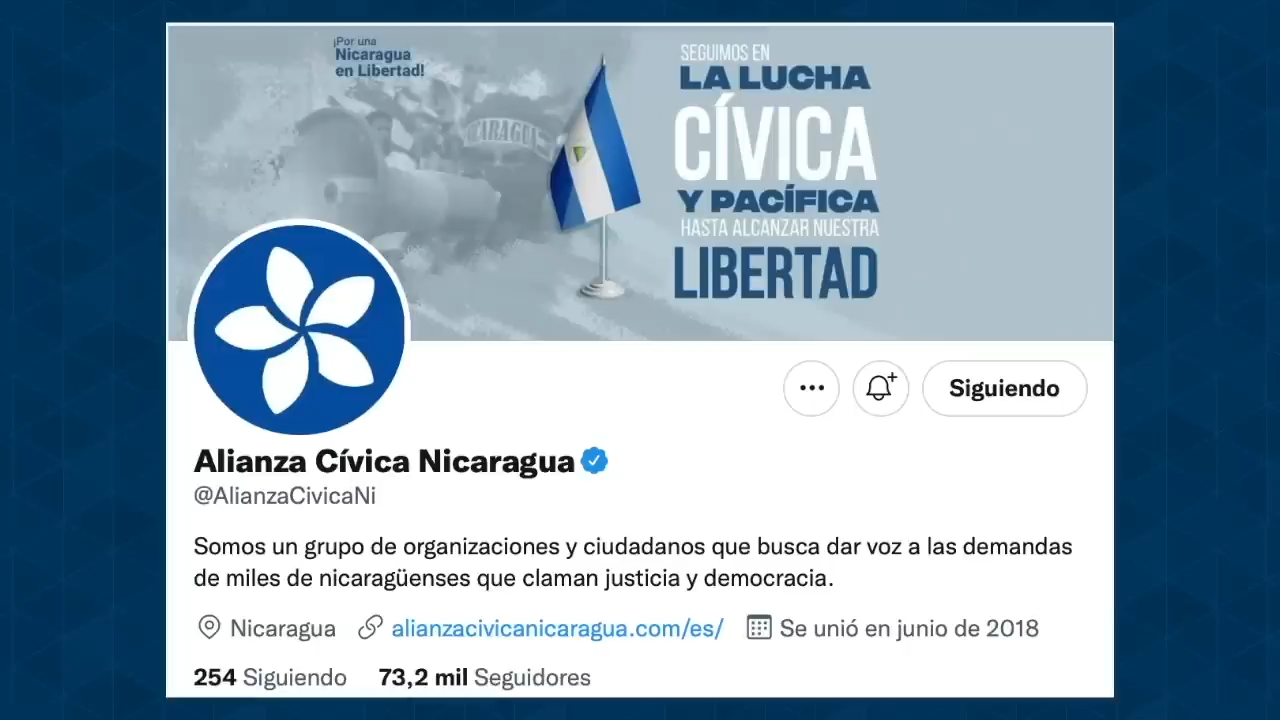 ¡Por una
Nicaragua
en Libertad!
SEGUIMOS EN
LA LUCHA
CÍVICA
Y PACÍFICA
HASTA ALCANZAR NUESTRA
LIBERTAD
NICARAGUA
Siguiendo
Alianza Cívica Nicaragua
@AlianzaCivicaNi
Somos un grupo de organizaciones y ciudadanos que busca dar voz a las demandas
de miles de nicaragüenses que claman justicia y democracia.
Nicaragua alianzacivicanicaragua.com/es/ Se unió en junio de 2018
254 Siguiendo 73,2 mil Seguidores